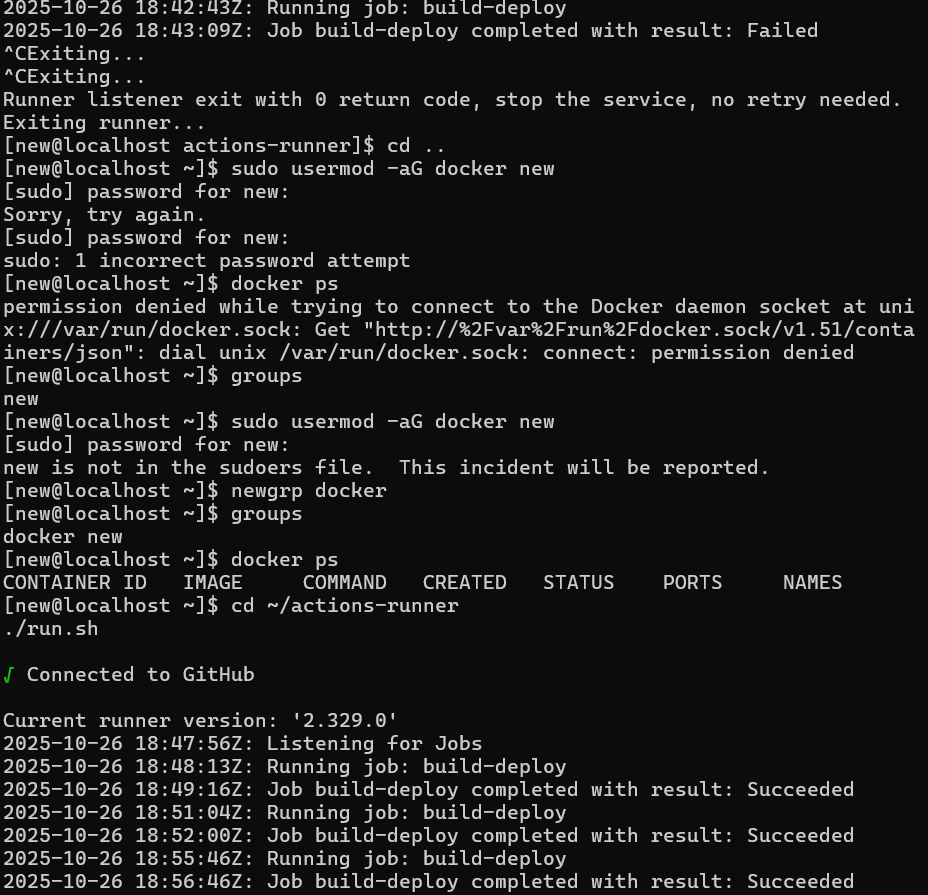 2025-10-26 18:42:43Z: Running job: build-deploy
2025-10-26 18:43:09Z: Job build-deploy completed with result: Failed
^CExiting...
^CExiting...
Runner listener exit with 0 return code, stop the service, no retry needed.
Exiting runner...
[new@localhost actions-runner]$ cd ..
[new@localhost ~]$ sudo usermod -aG docker new
[sudo] password for new:
Sorry, try again.
[sudo] password for new:
sudo: 1 incorrect password attempt
[new@localhost ~]$ docker ps
permission denied while trying to connect to the Docker daemon socket at uni
x:///var/run/docker.sock: Get "http://%2Fvar%2Frun%2Fdocker.sock/v1.51/conta
iners/json": dial unix /var/run/docker.sock: connect: permission denied
[new@localhost ~]$ groups
new
[new@localhost ~]$ sudo usermod -aG docker new
[sudo] password for new:
new is not in the sudoers file.  This incident will be reported.
[new@localhost ~]$ newgrp docker
[new@localhost ~]$ groups
docker new
[new@localhost ~]$ docker ps
CONTAINER ID   IMAGE     COMMAND   CREATED   STATUS    PORTS     NAMES
[new@localhost ~]$ cd ~/actions-runner
./run.sh
√ Connected to GitHub
Current runner version: '2.329.0'
2025-10-26 18:47:56Z: Listening for Jobs
2025-10-26 18:48:13Z: Running job: build-deploy
2025-10-26 18:49:16Z: Job build-deploy completed with result: Succeeded
2025-10-26 18:51:04Z: Running job: build-deploy
2025-10-26 18:52:00Z: Job build-deploy completed with result: Succeeded
2025-10-26 18:55:46Z: Running job: build-deploy
2025-10-26 18:56:46Z: Job build-deploy completed with result: Succeeded